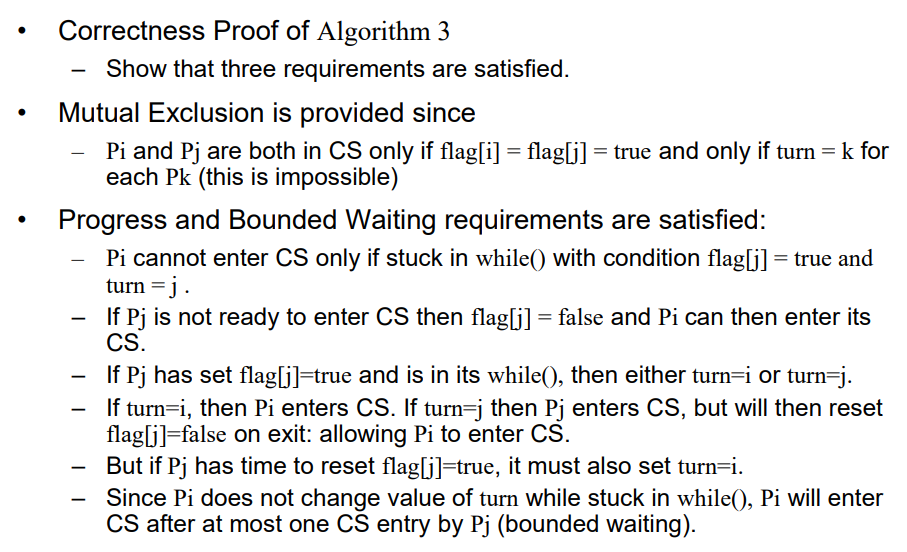 • Correctness Proof of Algorithm 3
– Show that three requirements are satisfied.
• Mutual Exclusion is provided since
– Pi and Pj are both in CS only if flag[i] = flag[j] = true and only if turn = k for
each Pk (this is impossible)
• Progress and Bounded Waiting requirements are satisfied:
– Pi cannot enter CS only if stuck in while() with condition flag[j] = true and
turn = j .
– If Pj is not ready to enter CS then flag[j] = false and Pi can then enter its
CS.
– If Pj has set flag[j]=true and is in its while(), then either turn=i or turn=j.
– If turn=i, then Pi enters CS. If turn=j then Pj enters CS, but will then reset
flag[j]=false on exit: allowing Pi to enter CS.
– But if Pj has time to reset flag[j]=true, it must also set turn=i.
– Since Pi does not change value of turn while stuck in while(), Pi will enter
CS after at most one CS entry by Pj (bounded waiting).